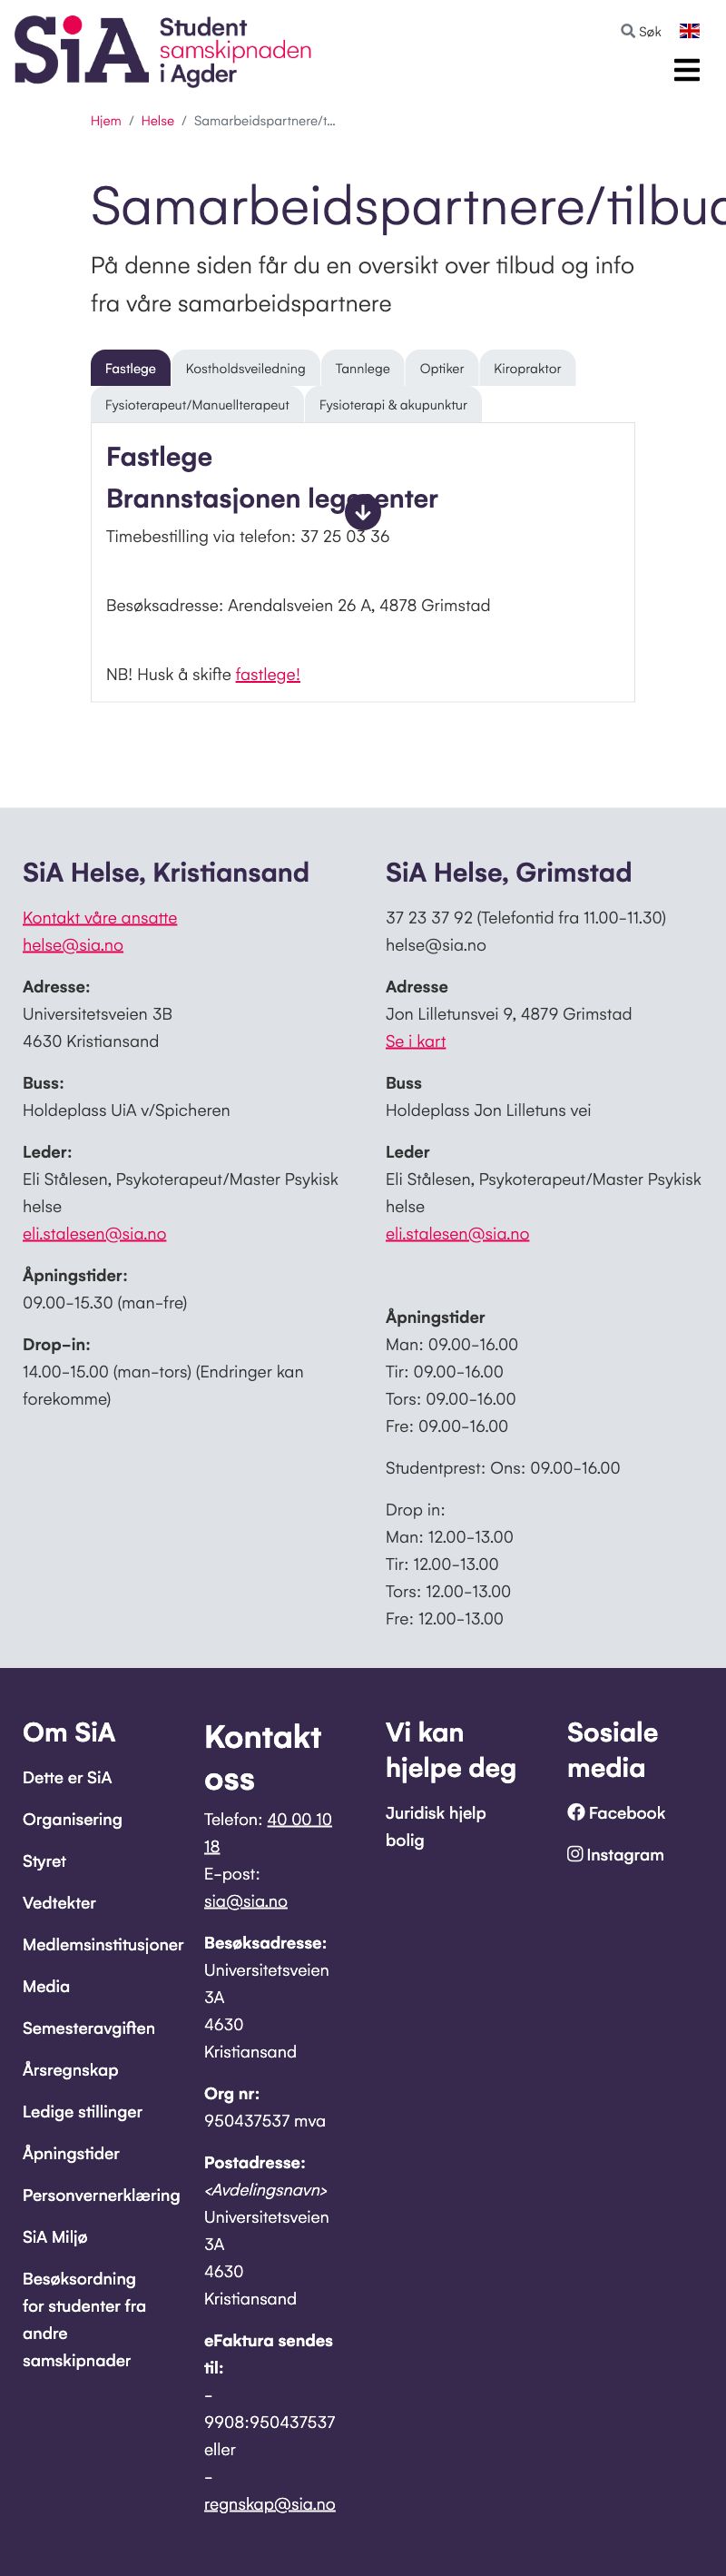 SiA Student
samskipnaden
i Agder
Søk
Hjem / Helse / Samarbeidspartnere/t...
Samarbeidspartnere/tilbud
På denne siden får du en oversikt over tilbud og info
fra våre samarbeidspartnere
Fastlege Kostholdsveiledning Tannlege Optiker Kiropraktor
Fysioterapeut/Manuellterapeut Fysioterapi & akupunktur
Fastlege
Brannstasjonen legesenter
Timebestilling via telefon: 37 25 03 36
Besøksadresse: Arendalsveien 26 A, 4878 Grimstad
NB! Husk å skifte fastlege!
SiA Helse, Kristiansand
Kontakt våre ansatte
helse@sia.no
Adresse:
Universitetsveien 3B
4630 Kristiansand
Buss:
Holdeplass UiA v/Spicheren
Leder:
Eli Stålesen, Psykoterapeut/Master Psykisk
helse
eli.stalesen@sia.no
Åpningstider:
09.00-15.30 (man-fre)
Drop-in:
14.00-15.00 (man-tors) (Endringer kan
forekomme)
SiA Helse, Grimstad
37 23 37 92 (Telefontid fra 11.00-11.30)
helse@sia.no
Adresse
Jon Lilletunsvei 9, 4879 Grimstad
Se i kart
Buss
Holdeplass Jon Lilletuns vei
Leder
Eli Stålesen, Psykoterapeut/Master Psykisk
helse
eli.stalesen@sia.no
Åpningstider
Man: 09.00-16.00
Tir: 09.00-16.00
Tors: 09.00-16.00
Fre: 09.00-16.00
Studentprest: Ons: 09.00-16.00
Drop in:
Man: 12.00-13.00
Tir: 12.00-13.00
Tors: 12.00-13.00
Fre: 12.00-13.00
Om SiA
Dette er SiA
Organisering
Styret
Vedtekter
Medlemsinstitusjoner
Media
Semesteravgiften
Årsregnskap
Ledige stillinger
Åpningstider
Personvernerklæring
SiA Miljø
Besøksordning
for studenter fra
andre
samskipnader
Kontakt
oss
Telefon: 40 00 10
18
E-post:
sia@sia.no
Besøksadresse:
Universitetsveien
3A
4630
Kristiansand
Org nr:
950437537 mva
Postadresse:
<Avdelingsnavn>
Universitetsveien
3A
4630
Kristiansand
eFaktura sendes
til:
-
9908:950437537
eller
-
regnskap@sia.no
Vi kan
hjelpe deg
Juridisk hjelp
bolig
Sosiale
media
Facebook
Instagram